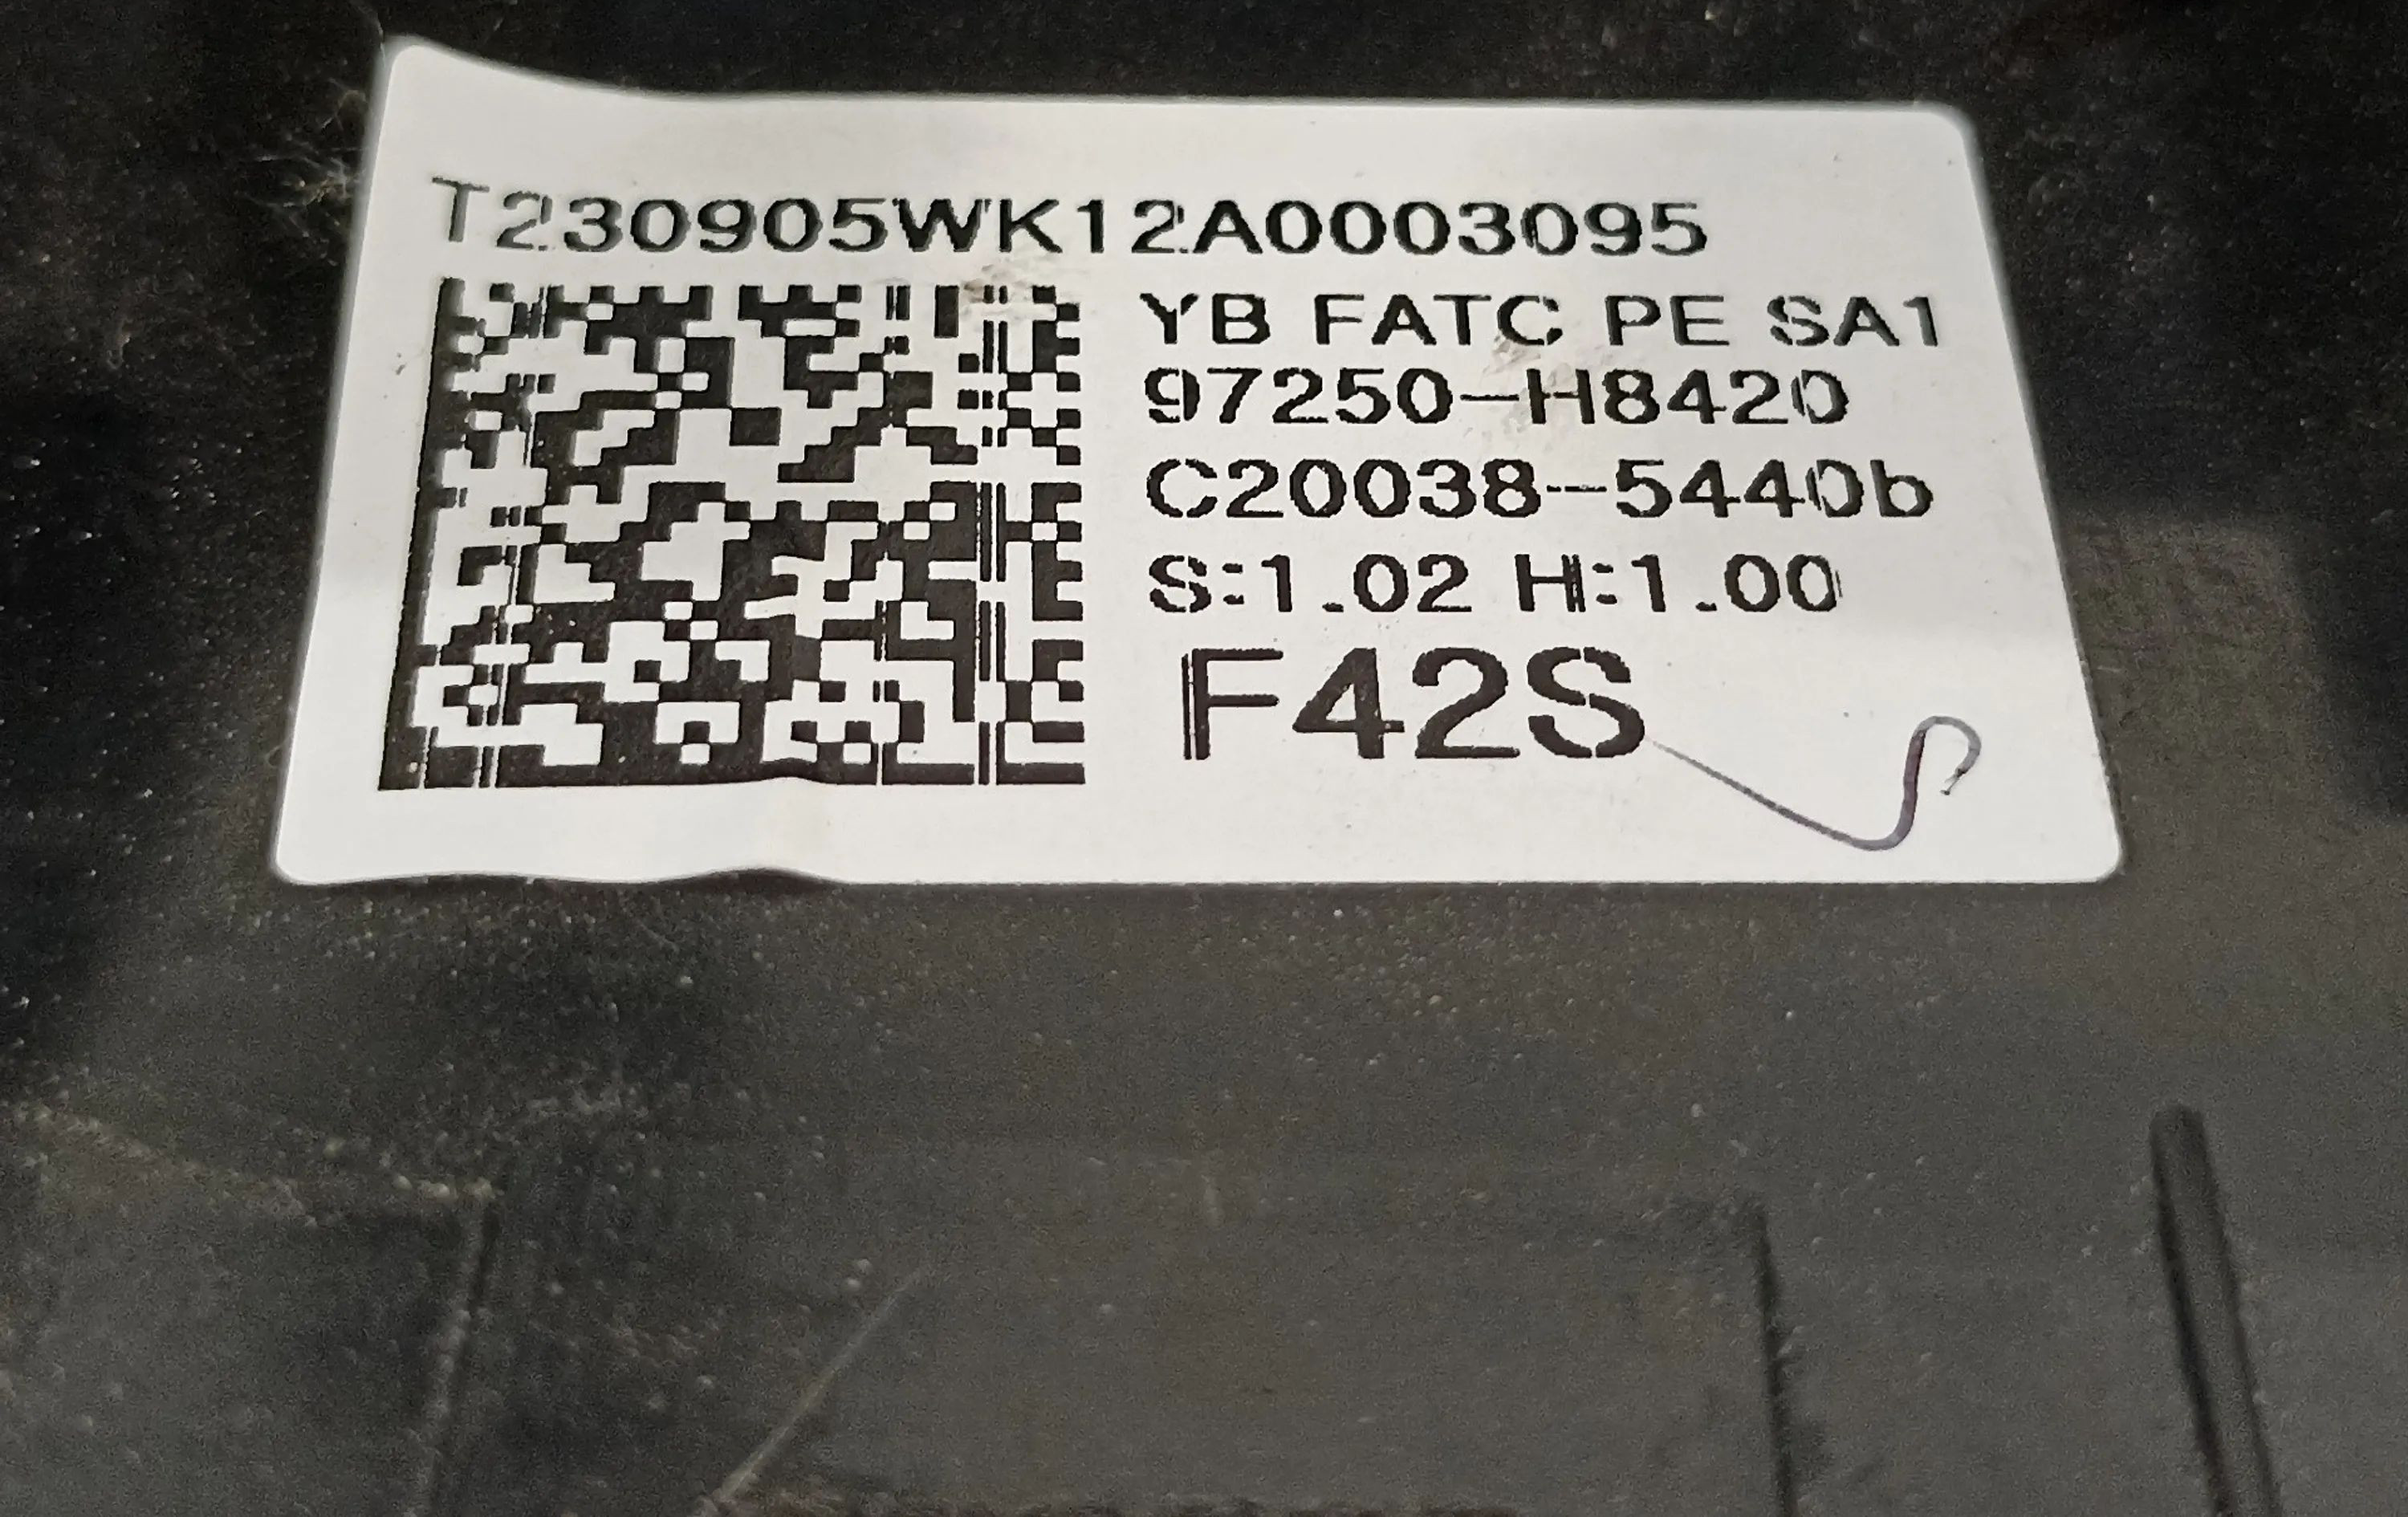 T230905WK12A0003095
YB FATC PE SA1
97250-H8420
C20038-5440b
S:1.02 H:1.00
F42S